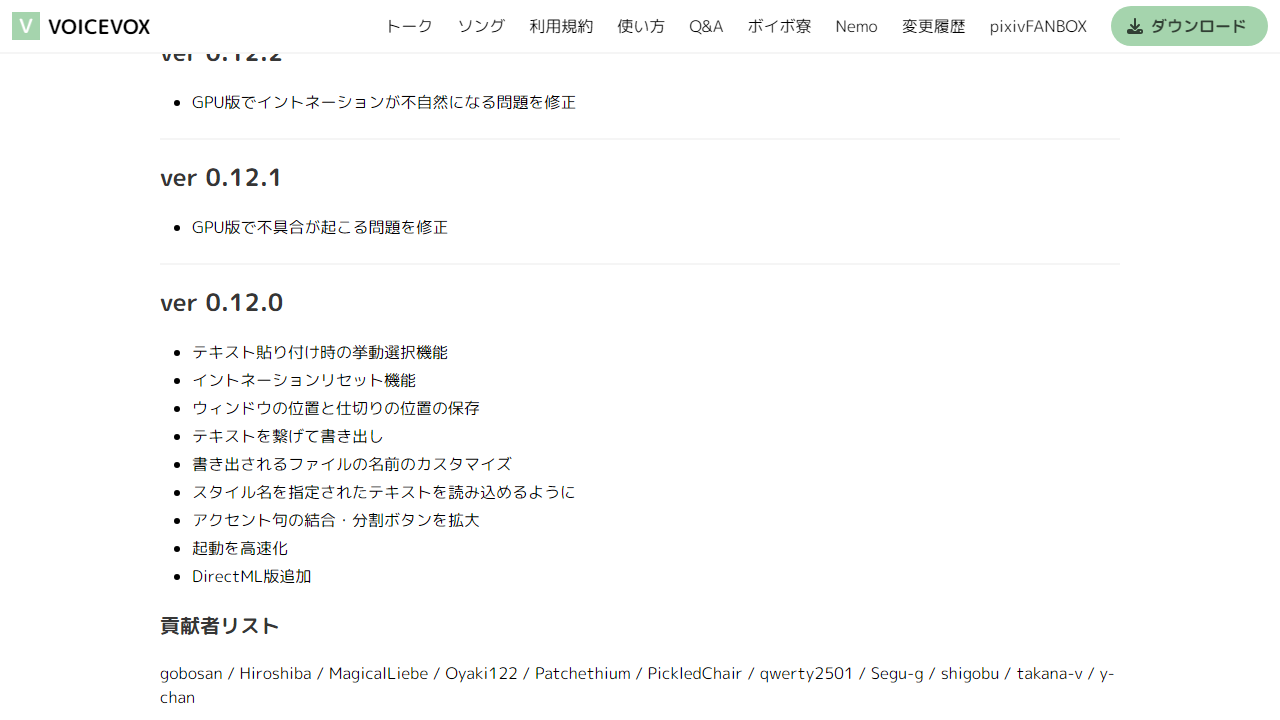 V VOICEVOX トーク ソング 利用規約 使い方 Q&A ボイボ寮 Nemo 変更履歴 pixivFANBOX ダウンロード
ver 0.12.2
GPU版でイントネーションが不自然になる問題を修正
ver 0.12.1
GPU版で不具合が起こる問題を修正
ver 0.12.0
テキスト貼り付け時の挙動選択機能
イントネーションリセット機能
ウィンドウの位置と仕切りの位置の保存
テキストを繋げて書き出し
書き出されるファイルの名前のカスタマイズ
スタイル名を指定されたテキストを読み込めるように
アクセント句の結合・分割ボタンを拡大
起動を高速化
DirectML版追加
貢献者リスト
gobosan / Hiroshiba / MagicalLiebe / Oyaki122 / Patchethium / PickledChair / qwerty2501 / Segu-g / shigobu / takana-v / y-
chan